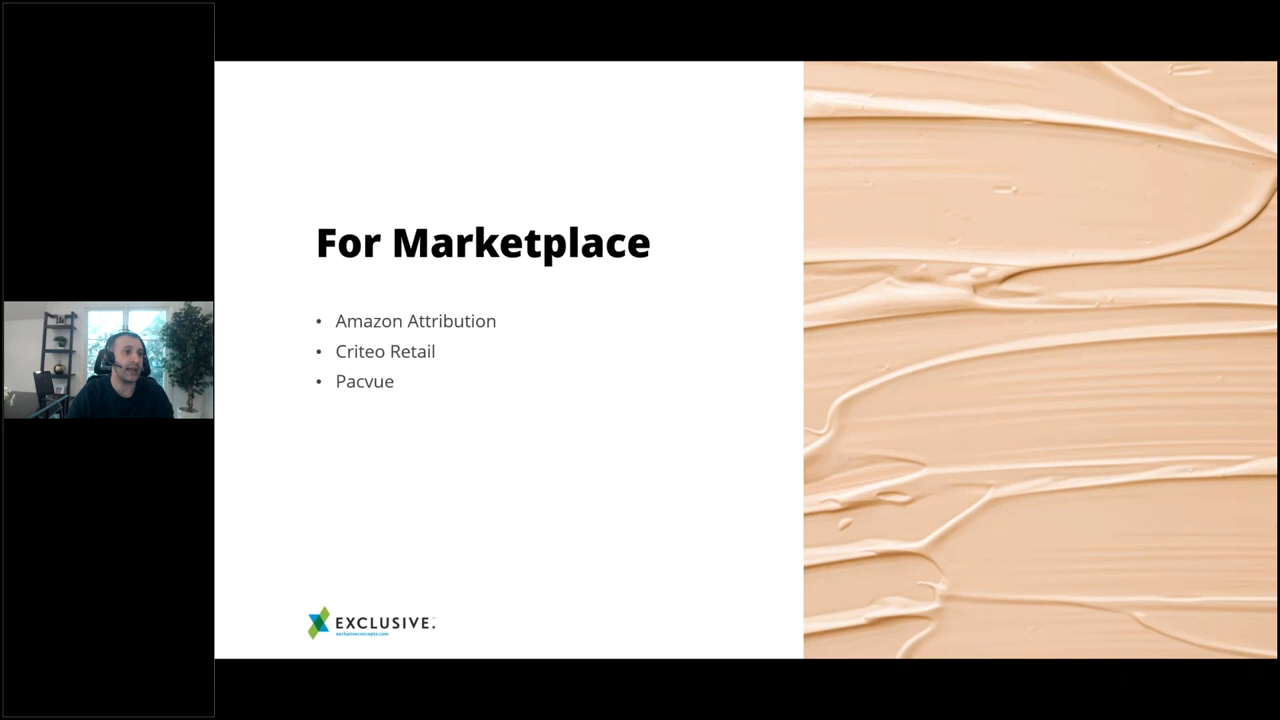 For Marketplace
• Amazon Attribution
• Criteo Retail
• Pacvue
EXCLUSIVE.
exclusiveconcepts.com